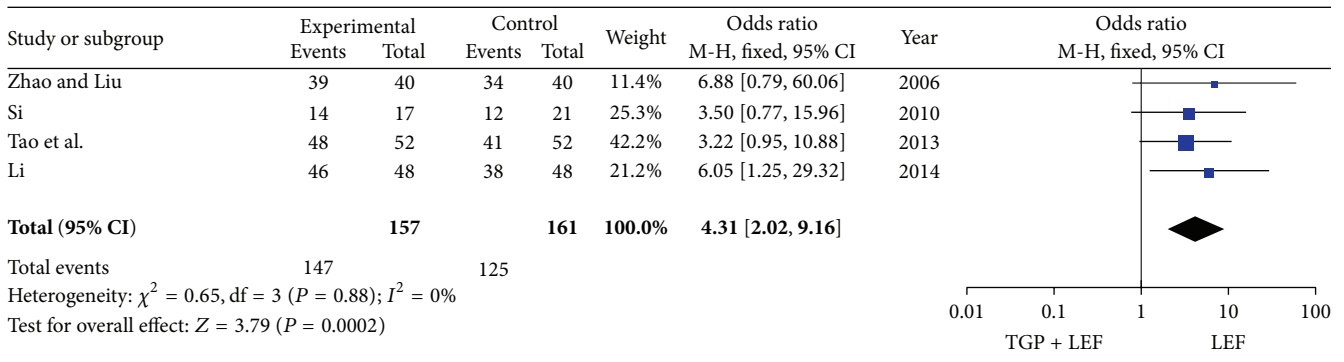 Study or subgroup Experimental Control Weight Odds ratio Year Odds ratio
Events Total Events Total M-H, fixed, 95% CI M-H, fixed, 95% CI
Zhao and Liu 39 40 34 40 11.4% 6.88 [0.79, 60.06] 2006
Si 14 17 12 21 25.3% 3.50 [0.77, 15.96] 2010
Tao et al. 48 52 41 52 42.2% 3.22 [0.95, 10.88] 2013
Li 46 48 38 48 21.2% 6.05 [1.25, 29.32] 2014
Total (95% CI) 157 161 100.0% 4.31 [2.02, 9.16]
Total events 147 125
Heterogeneity: χ² = 0.65, df = 3 (P = 0.88); I² = 0%
Test for overall effect: Z = 3.79 (P = 0.0002)
0.01 0.1 1 10 100
TGP + LEF LEF